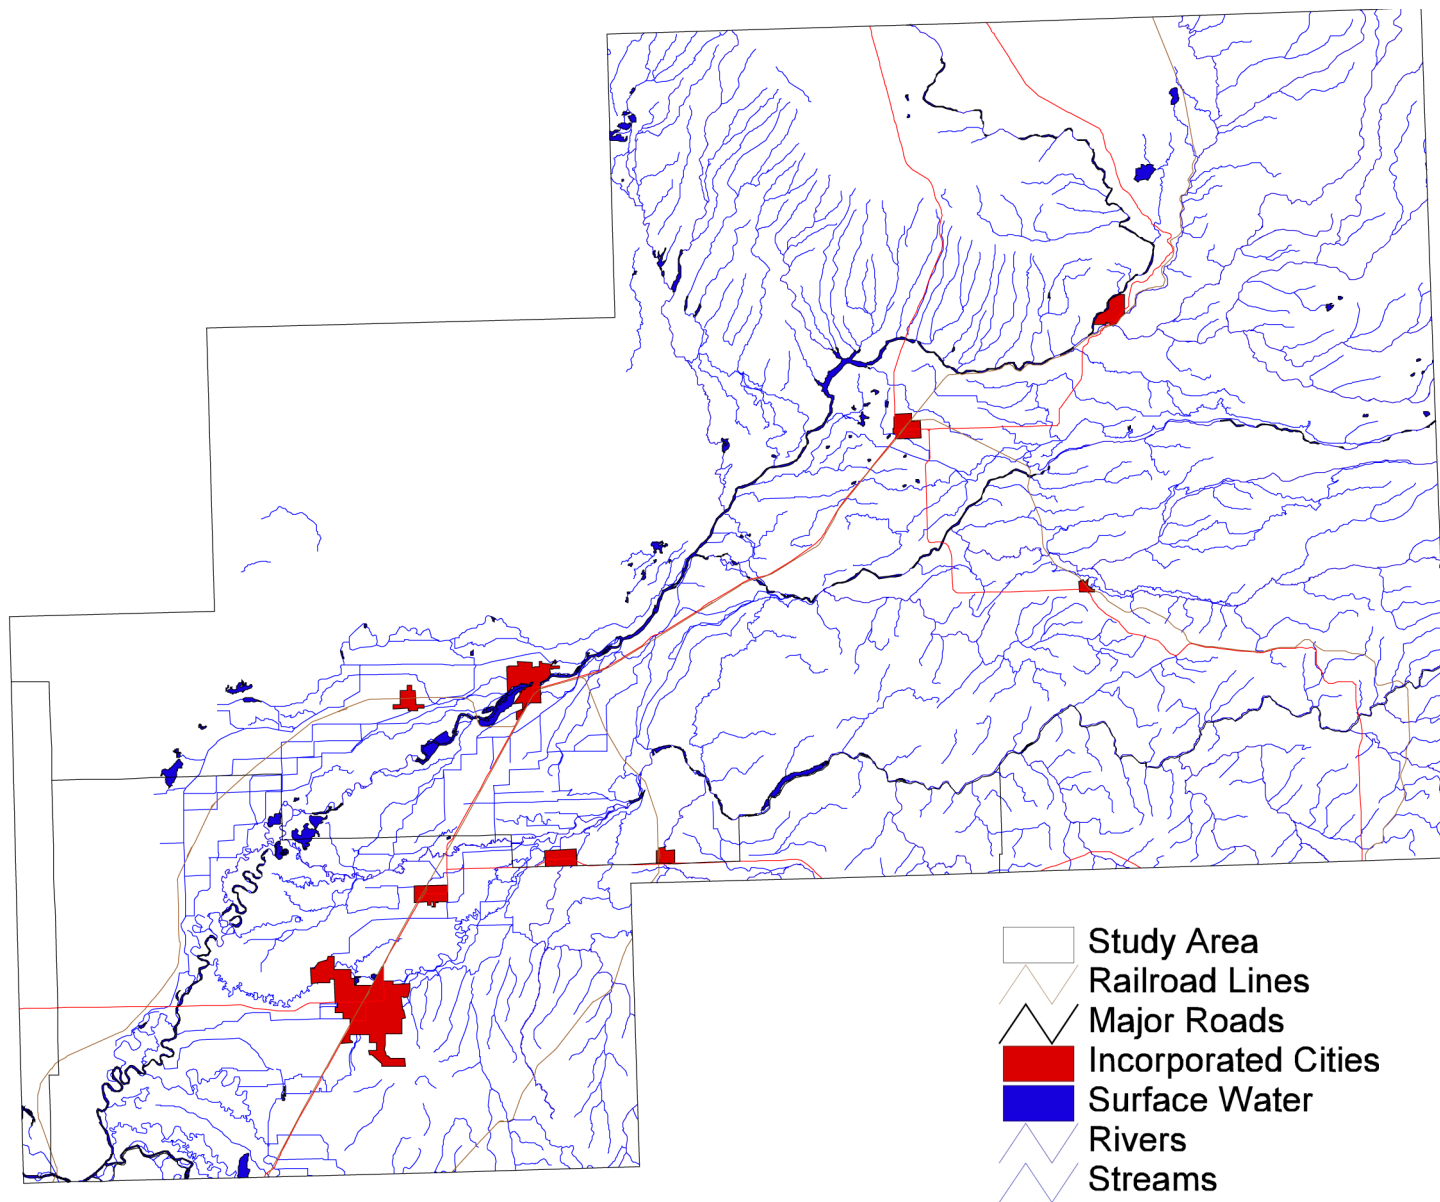 Study Area
Railroad Lines
Major Roads
Incorporated Cities
Surface Water
Rivers
Streams